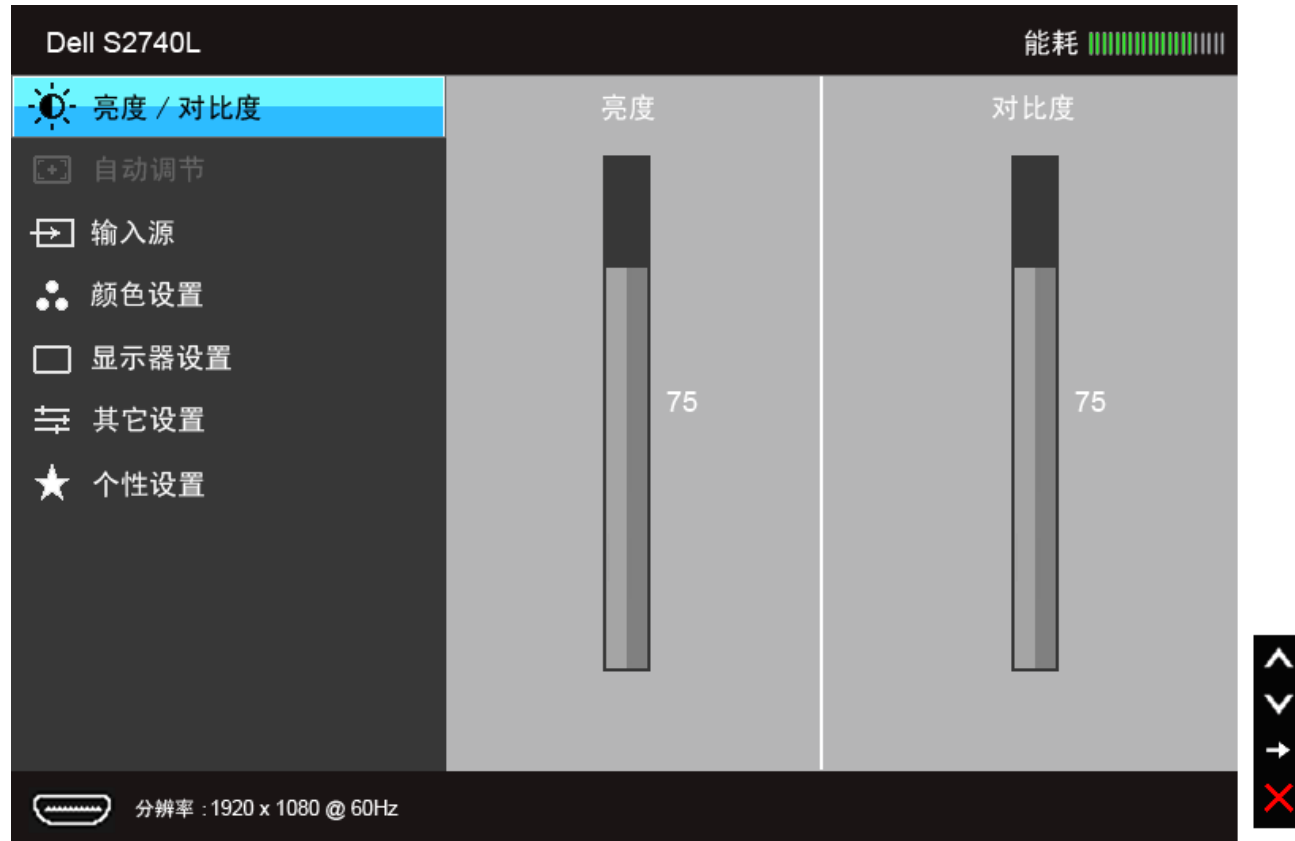 Dell S2740L
能耗
亮度 / 对比度
自动调节
输入源
颜色设置
显示器设置
其它设置
个性设置
亮度
75
对比度
75
分辨率 : 1920 x 1080 @ 60Hz